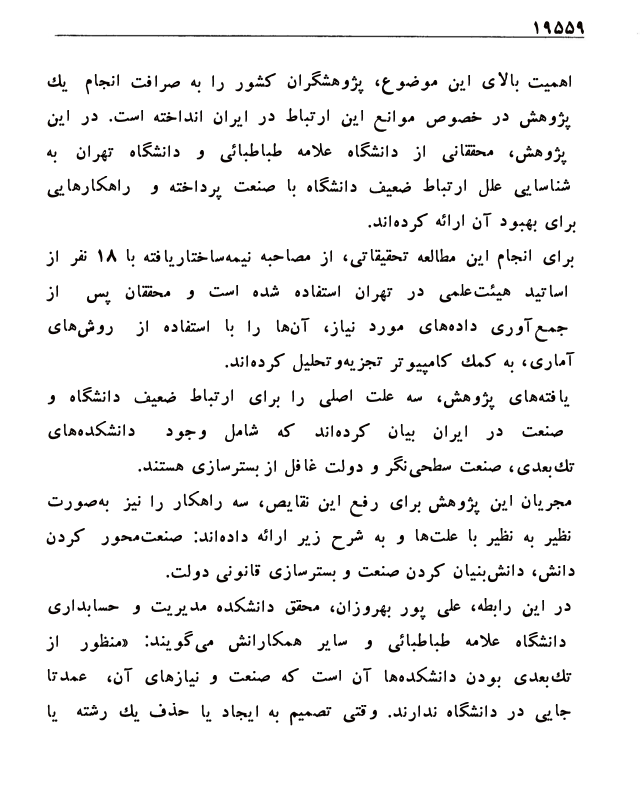 ۱۹۵۵۹
اهمیت بالای این موضوع، پژوهشگران کشور را به صرافت انجام یك
پژوهش در خصوص موانع این ارتباط در ایران انداخته است. در این
پژوهش، محققانی از دانشگاه علامه طباطبائی و دانشگاه تهران به
شناسایی علل ارتباط ضعیف دانشگاه با صنعت پرداخته و راهکارهایی
برای بهبود آن ارائه کرده‌اند.
برای انجام این مطالعه تحقیقاتی، از مصاحبه نیمه‌ساختاریافته با ۱۸ نفر از
اساتید هیئت‌علمی در تهران استفاده شده است و محققان پس از
جمع‌آوری داده‌های مورد نیاز، آن‌ها را با استفاده از روش‌های
آماری، به کمك کامپیوتر تجزیه‌وتحلیل کرده‌اند.
یافته‌های پژوهش، سه علت اصلی را برای ارتباط ضعیف دانشگاه و
صنعت در ایران بیان کرده‌اند که شامل وجود دانشکده‌های
تك‌بعدی، صنعت سطحی‌نگر و دولت غافل از بسترسازی هستند.
مجریان این پژوهش برای رفع این نقایص، سه راهکار را نیز به‌صورت
نظیر به نظیر با علت‌ها و به شرح زیر ارائه داده‌اند: صنعت‌محور کردن
دانش، دانش‌بنیان کردن صنعت و بسترسازی قانونی دولت.
در این رابطه، علی پور بهروزان، محقق دانشکده مدیریت و حسابداری
دانشگاه علامه طباطبائی و سایر همکارانش می‌گویند: «منظور از
تك‌بعدی بودن دانشکده‌ها آن است که صنعت و نیازهای آن، عمدتا
جایی در دانشگاه ندارند. وقتی تصمیم به ایجاد یا حذف یك رشته یا